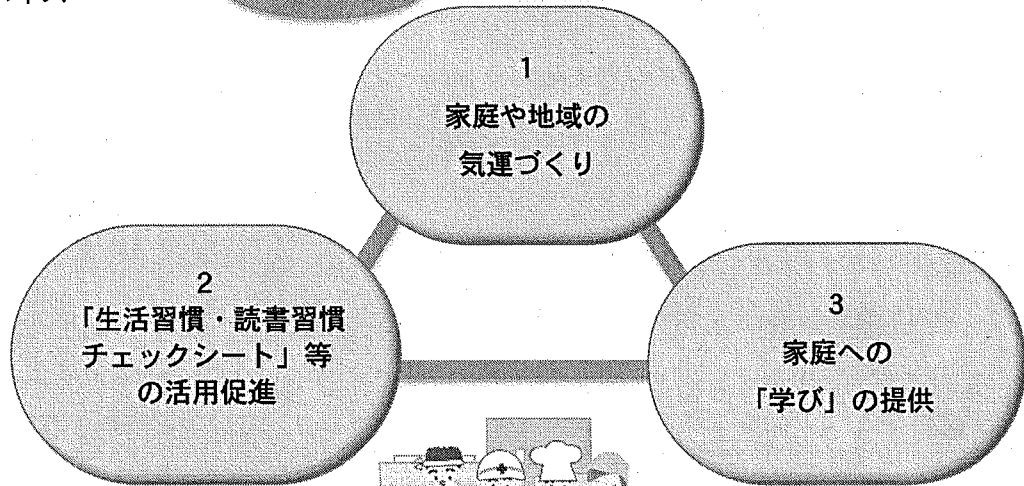 1
家庭や地域の
気運づくり
2
「生活習慣・読書習慣
チェックシート」等
の活用促進
3
家庭への
「学び」の提供